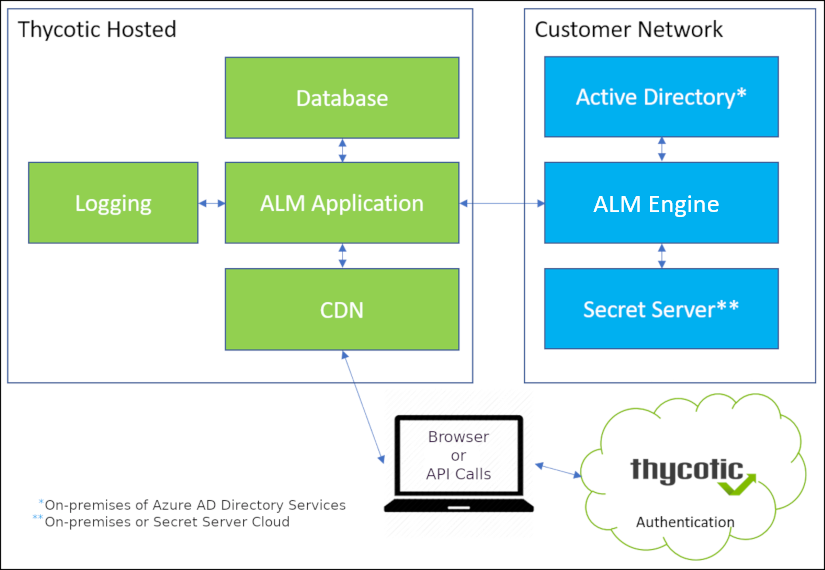 Thycotic Hosted
Customer Network
Database
Active Directory*
Logging
ALM Application
ALM Engine
CDN
Secret Server**
Browser
or
API Calls
thycotic
Authentication
*On-premises of Azure AD Directory Services
**On-premises or Secret Server Cloud